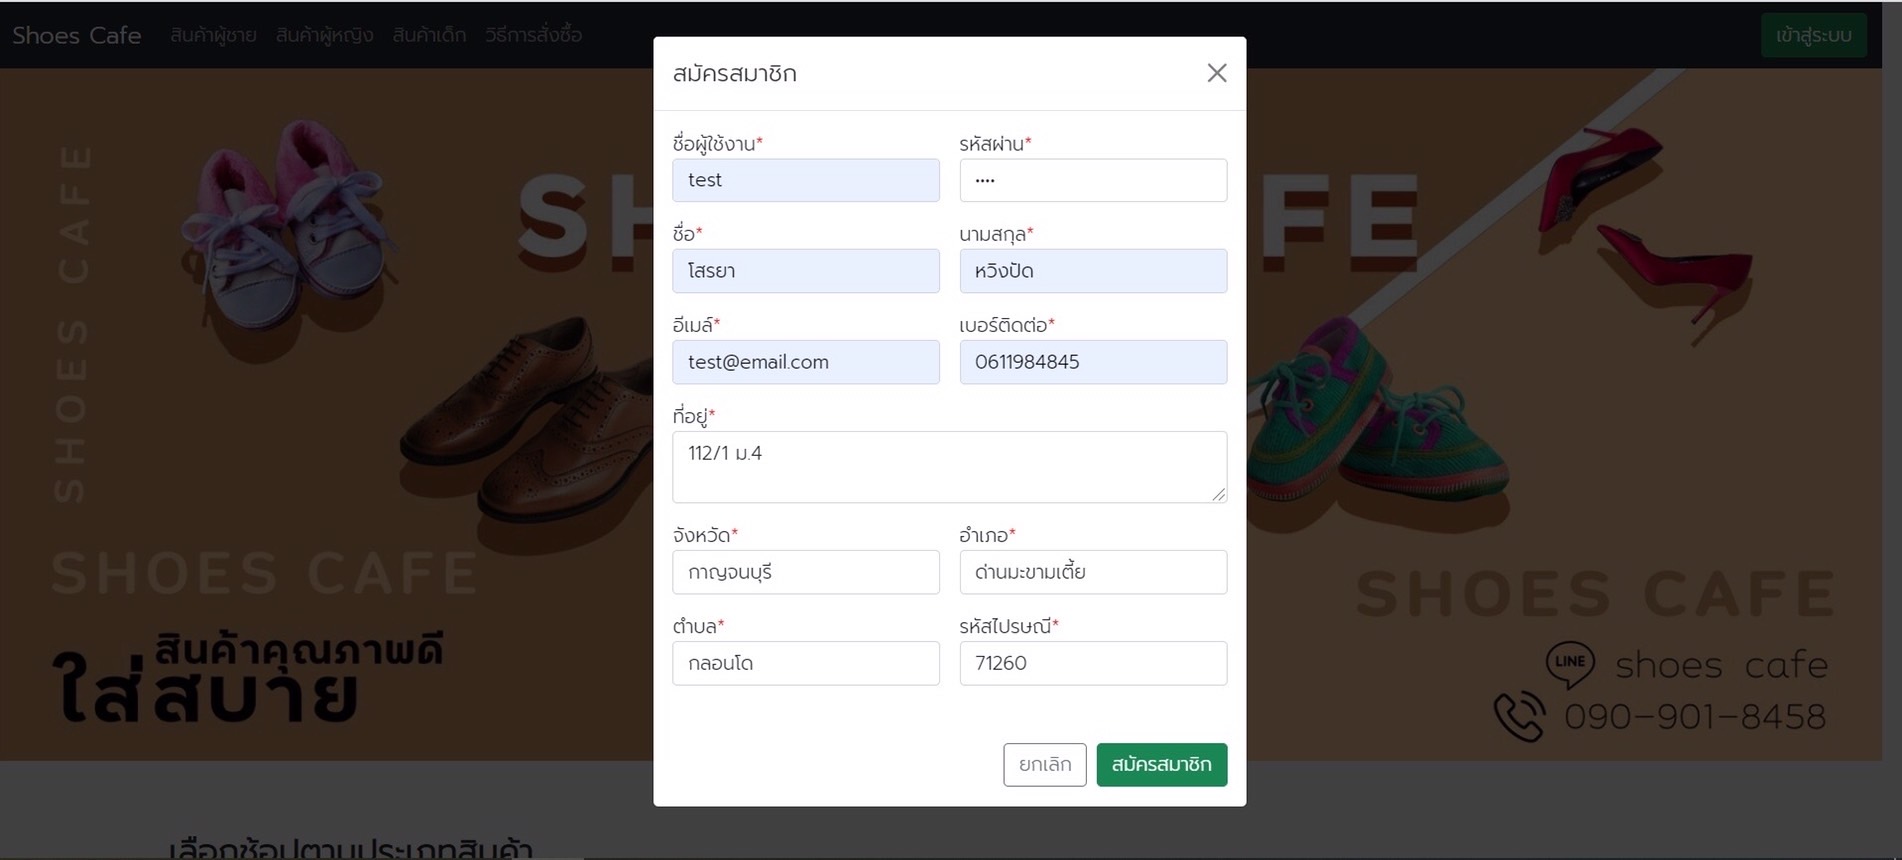 Shoes Cafe สินค้าผู้ชาย สินค้าผู้หญิง สินค้าเด็ก วิธีการสั่งซื้อ เข้าสู่ระบบ
สมัครสมาชิก
ชื่อผู้ใช้งาน* รหัสผ่าน*
test ••••
ชื่อ* นามสกุล*
โสรยา หวิงปัด
อีเมล์* เบอร์ติดต่อ*
test@email.com 0611984845
ที่อยู่*
112/1 ม.4
จังหวัด* อำเภอ*
กาญจนบุรี ด่านมะขามเตี้ย
ตำบล* รหัสไปรษณี*
กลอนโด 71260
ยกเลิก สมัครสมาชิก
SHOES CAFE
SH FE
SHOES CAFE
สินค้าคุณภาพดี
ใส่สบาย
SHOES CAFE
LINE shoes cafe
090-901-8458
เลือกช้อปตามประเภทสินค้า